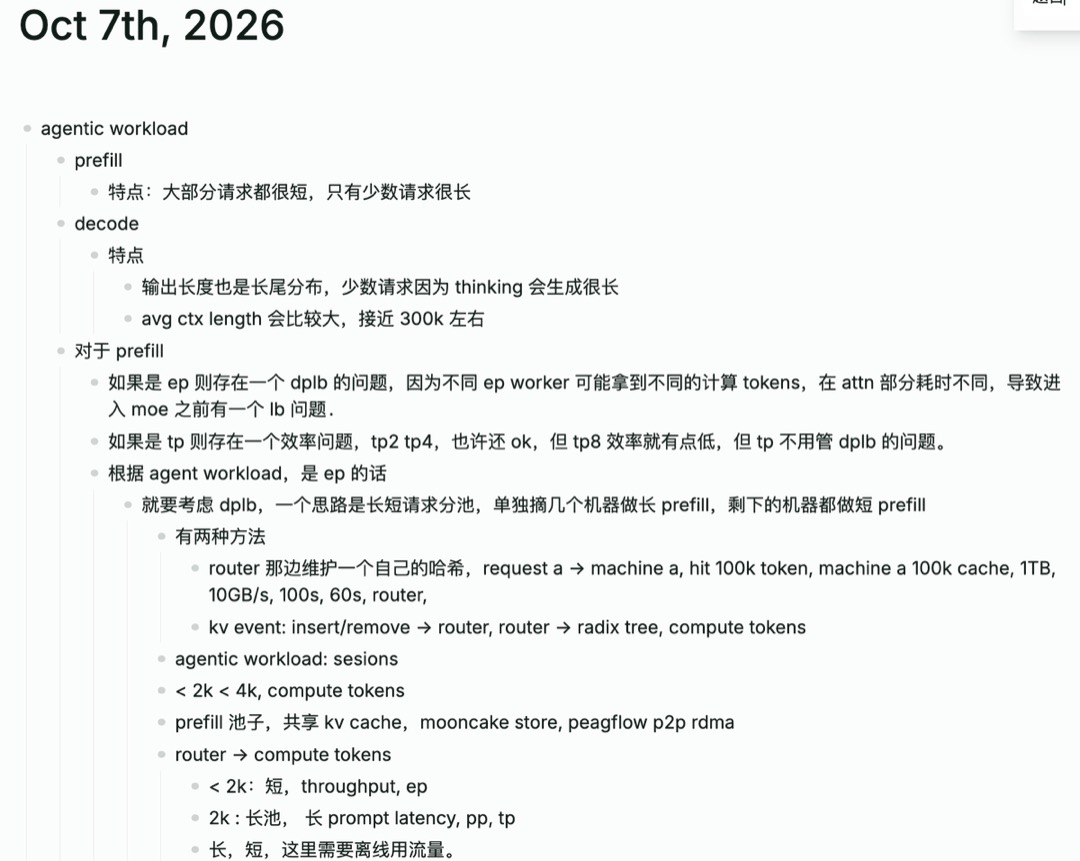 Oct 7th, 2026
agentic workload
prefill
特点：大部分请求都很短，只有少数请求很长
decode
特点
输出长度也是长尾分布，少数请求因为 thinking 会生成很长
avg ctx length 会比较大，接近 300k 左右
对于 prefill
如果是 ep 则存在一个 dplb 的问题，因为不同 ep worker 可能拿到不同的计算 tokens，在 attn 部分耗时不同，导致进
入 moe 之前有一个 lb 问题.
如果是 tp 则存在一个效率问题，tp2 tp4，也许还 ok，但 tp8 效率就有点低，但 tp 不用管 dplb 的问题。
根据 agent workload，是 ep 的话
就要考虑 dplb，一个思路是长短请求分池，单独摘几个机器做长 prefill，剩下的机器都做短 prefill
有两种方法
router 那边维护一个自己的哈希，request a → machine a, hit 100k token, machine a 100k cache, 1TB,
10GB/s, 100s, 60s, router,
kv event: insert/remove → router, router → radix tree, compute tokens
agentic workload: sesions
< 2k < 4k, compute tokens
prefill 池子，共享 kv cache，mooncake store, peagflow p2p rdma
router → compute tokens
< 2k：短，throughput, ep
2k : 长池， 长 prompt latency, pp, tp
长，短，这里需要离线用流量。